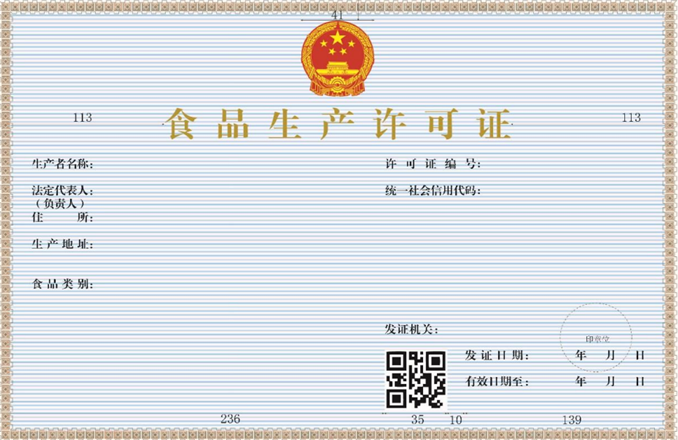 41
113
食品生产许可证
113
生产者名称：
许可证编号：
法定代表人：
（负责人）
统一社会信用代码：
住所：
生产地址：
食品类别：
发证机关：
发证日期： 年 月 日
有效日期至： 年 月 日
236
35
10
139